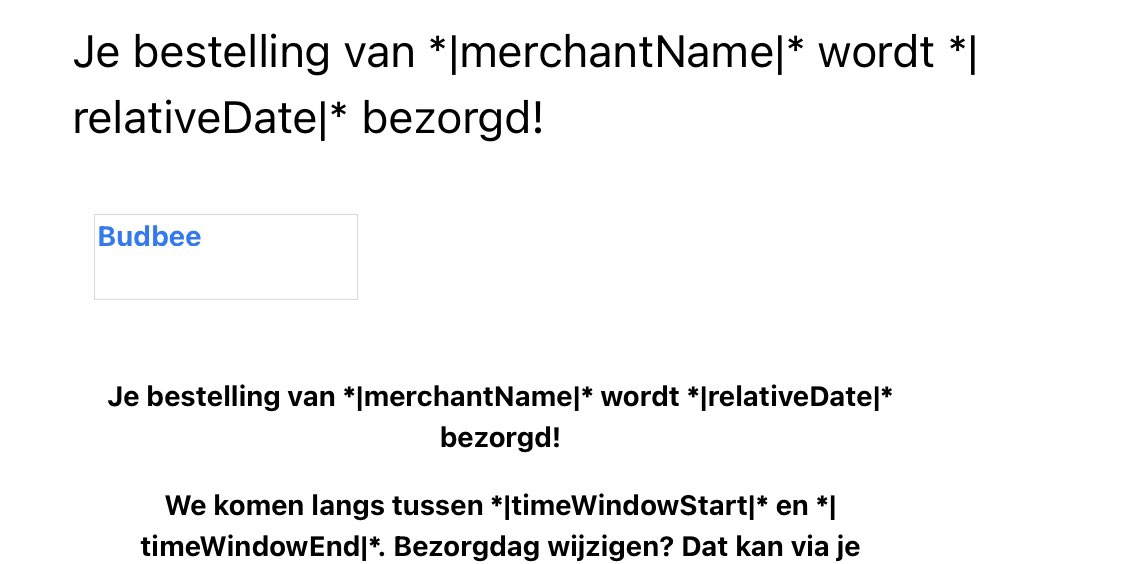 Je bestelling van *|merchantName|* wordt *|
relativeDate|* bezorgd!
Budbee
Je bestelling van *|merchantName|* wordt *|relativeDate|*
bezorgd!
We komen langs tussen *|timeWindowStart|* en *|
timeWindowEnd|*. Bezorgdag wijzigen? Dat kan via je